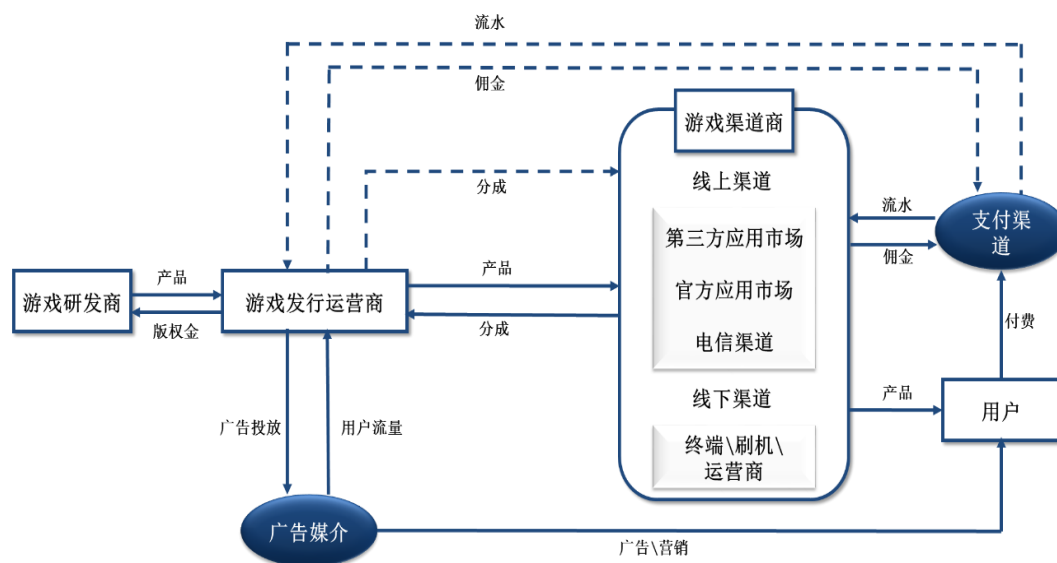 流水
佣金
游戏渠道商
分成
线上渠道
流水
支付渠
道
第三方应用市场
佣金
产品
产品
游戏研发商
游戏发行运营商
官方应用市场
版权金
分成
电信渠道
付费
线下渠道
产品
用户
广告投放
用户流量
终端\刷机\
运营商
广告媒介
广告\营销